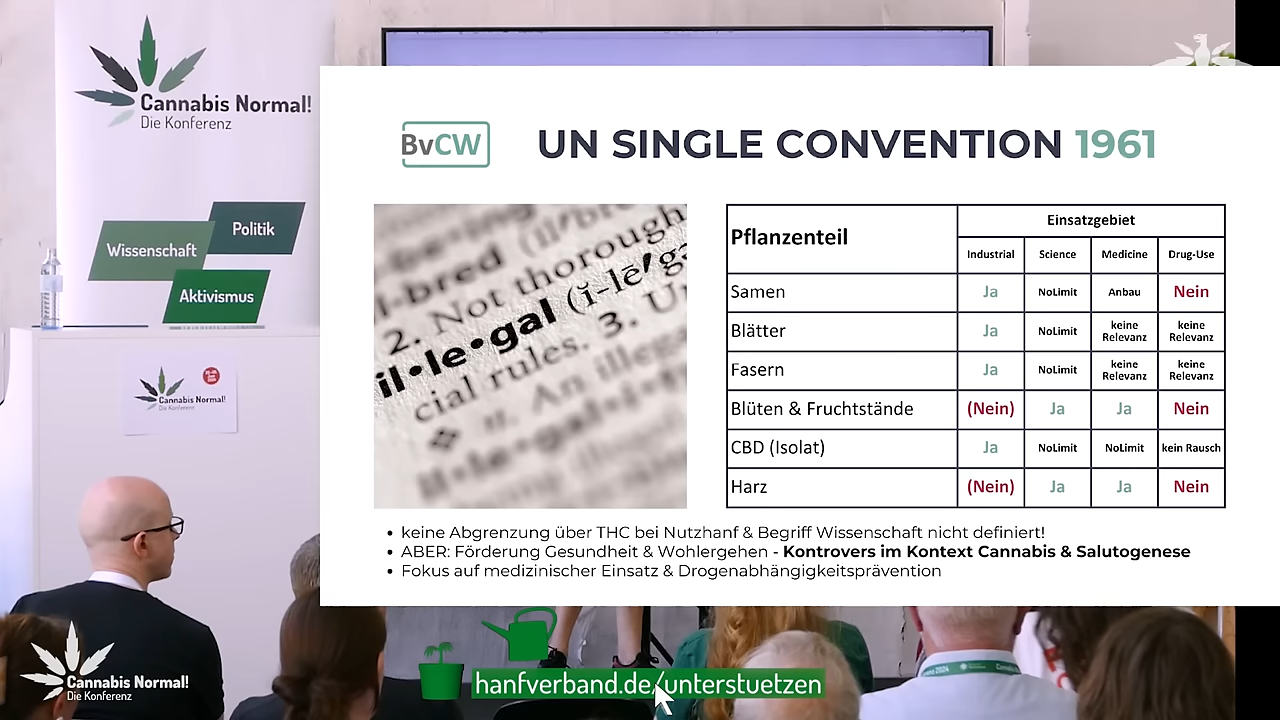 Cannabis Normal!
Die Konferenz
Wissenschaft
Politik
Aktivismus
Cannabis Normal!
Die Konferenz
BvCW
UN SINGLE CONVENTION 1961
l·bred
2. Not thorough
il·le·gal (ĭ-lē′gə
cial rules. 3. U
An illeg
Pflanzenteil
Einsatzgebiet
Industrial Science Medicine Drug-Use
Samen Ja NoLimit Anbau Nein
Blätter Ja NoLimit keine Relevanz keine Relevanz
Fasern Ja NoLimit keine Relevanz keine Relevanz
Blüten & Fruchtstände (Nein) Ja Ja Nein
CBD (Isolat) Ja NoLimit NoLimit kein Rausch
Harz (Nein) Ja Ja Nein
• keine Abgrenzung über THC bei Nutzhanf & Begriff Wissenschaft nicht definiert!
• ABER: Förderung Gesundheit & Wohlergehen - Kontrovers im Kontext Cannabis & Salutogenese
• Fokus auf medizinischer Einsatz & Drogenabhängigkeitsprävention
Cannabis Normal!
Die Konferenz
hanfverband.de/unterstuetzen